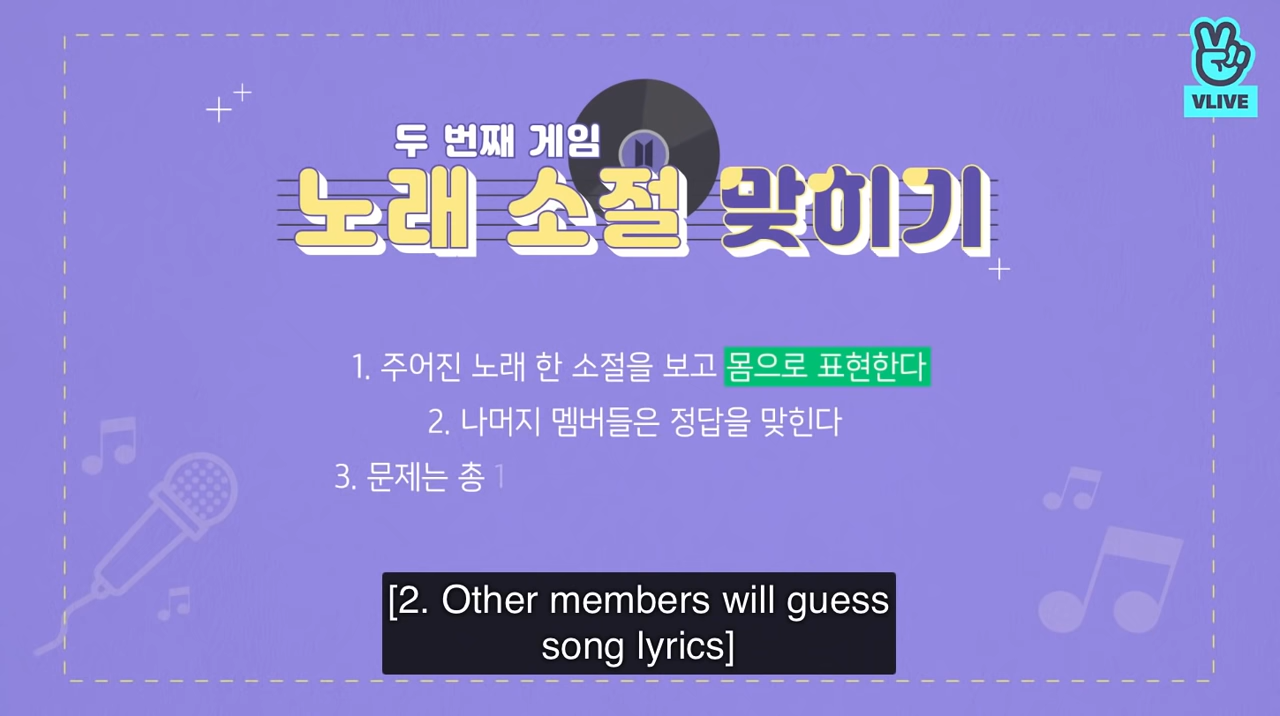 VLIVE
두 번째 게임
노래 소절 맞히기
1. 주어진 노래 한 소절을 보고 몸으로 표현한다
2. 나머지 멤버들은 정답을 맞힌다
3. 문제는 총 1
[2. Other members will guess
song lyrics]